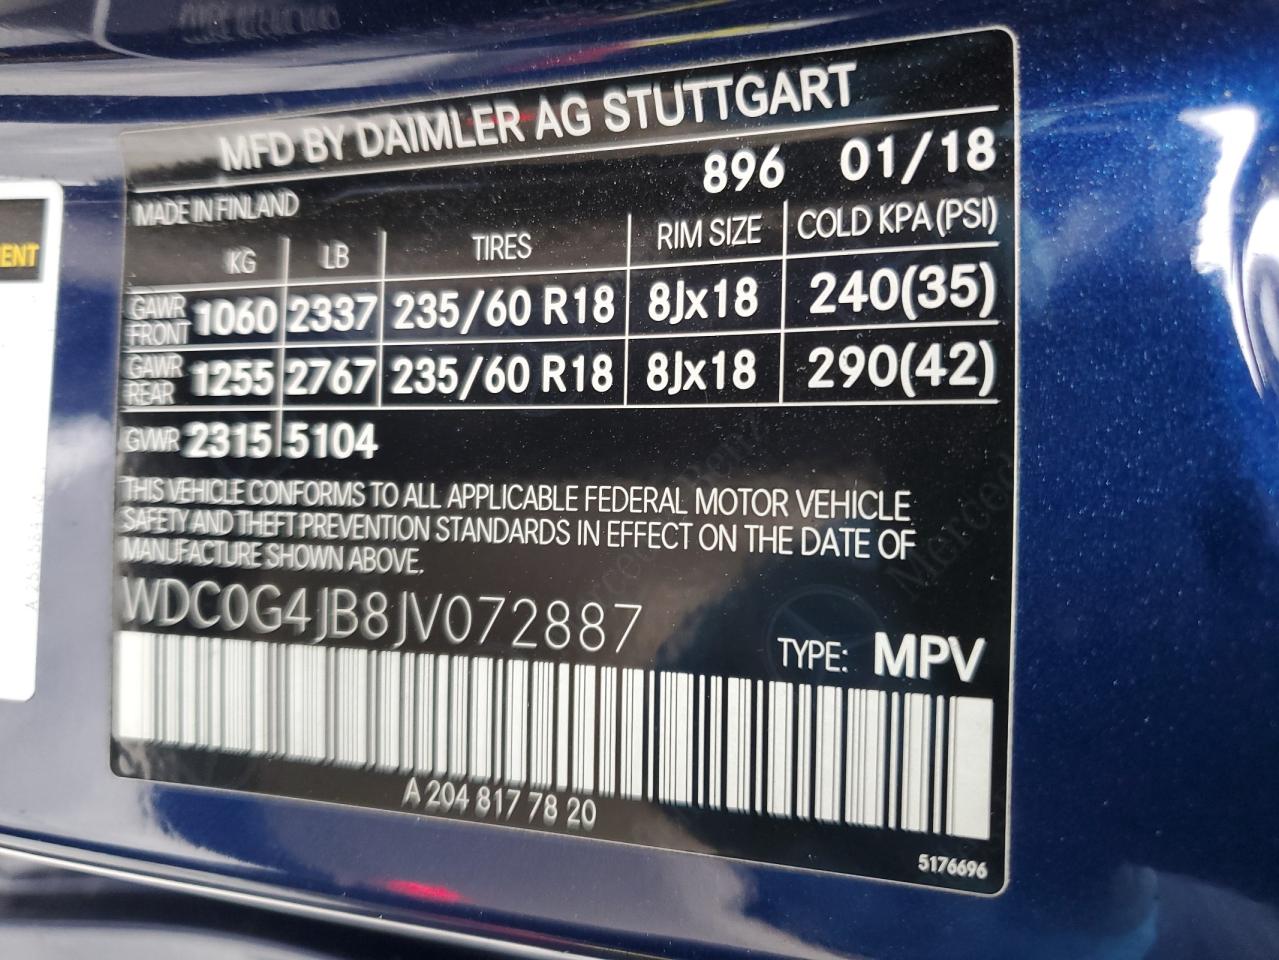 MFD BY DAIMLER AG STUTTGART
896 01/18
MADE IN FINLAND
KG LB TIRES RIM SIZE COLD KPA (PSI)
GAWR FRONT 1060 2337 235/60 R18 8Jx18 240(35)
GAWR REAR 1255 2767 235/60 R18 8Jx18 290(42)
GVWR 2315 5104
THIS VEHICLE CONFORMS TO ALL APPLICABLE FEDERAL MOTOR VEHICLE
SAFETY AND THEFT PREVENTION STANDARDS IN EFFECT ON THE DATE OF
MANUFACTURE SHOWN ABOVE.
WDC0G4JB8JV072887
TYPE: MPV
A 204 817 78 20
5176696